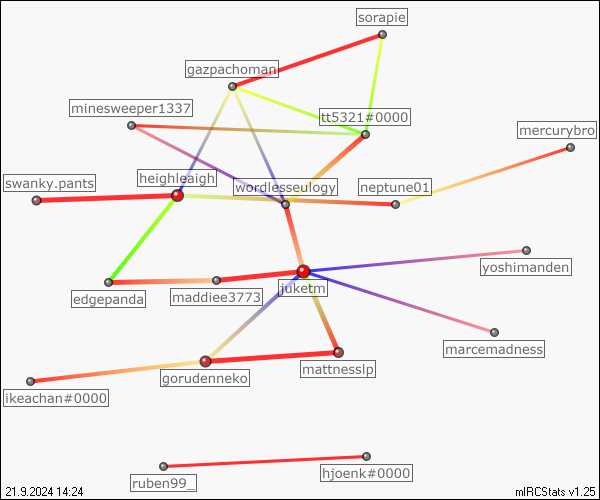 sorapie
gazpachoman
minesweeper1337
tt5321#0000
mercurybro
swanky.pants
heighleaigh
wordlesseulogy
neptune01
yoshimanden
edgepanda
maddiee3773
juketm
marcemadness
mattnesslp
gorudenneko
ikeachan#0000
hjoenk#0000
ruben99_
21.9.2024 14:24
mIRCStats v1.25